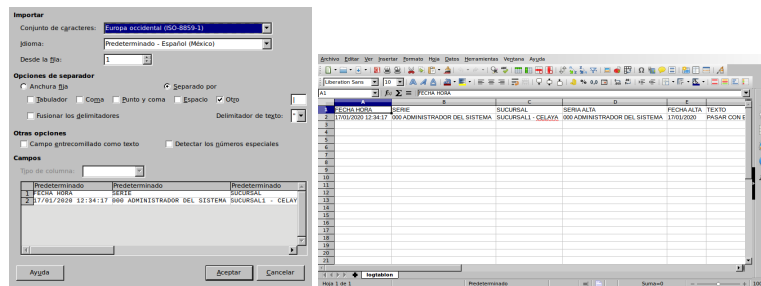 Importar
Conjunto de caracteres: Europa occidental (ISO-8859-1)
Idioma: Predeterminado - Español (México)
Desde la fila: 1
Opciones de separador
Anchura fija Separado por
Tabulador Coma Punto y coma Espacio Otro |
Fusionar los delimitadores Delimitador de texto: "
Otras opciones
Campo entrecomillado como texto Detectar los números especiales
Campos
Tipo de columna:
Predeterminado Predeterminado Predeterminado
1 FECHA HORA SERIE SUCURSAL
2 17/01/2020 12:34:17 000 ADMINISTRADOR DEL SISTEMA SUCURSAL1 - CELAY
Ayuda Aceptar Cancelar
Archivo Editar Ver Insertar Formato Hoja Datos Herramientas Ventana Ayuda
Liberation Sans 10
A1 FECHA HORA
A B C D E
1 FECHA HORA SERIE SUCURSAL SERIA ALTA FECHA ALTA TEXTO
2 17/01/2020 12:34:17 000 ADMINISTRADOR DEL SISTEMA SUCURSAL1 - CELAYA 000 ADMINISTRADOR DEL SISTEMA 17/01/2020 PASAR CON E
3
4
5
6
7
8
9
10
11
12
13
14
15
16
17
18
19
20
21
logtablon
Hoja 1 de 1 Predeterminado Suma=0 100